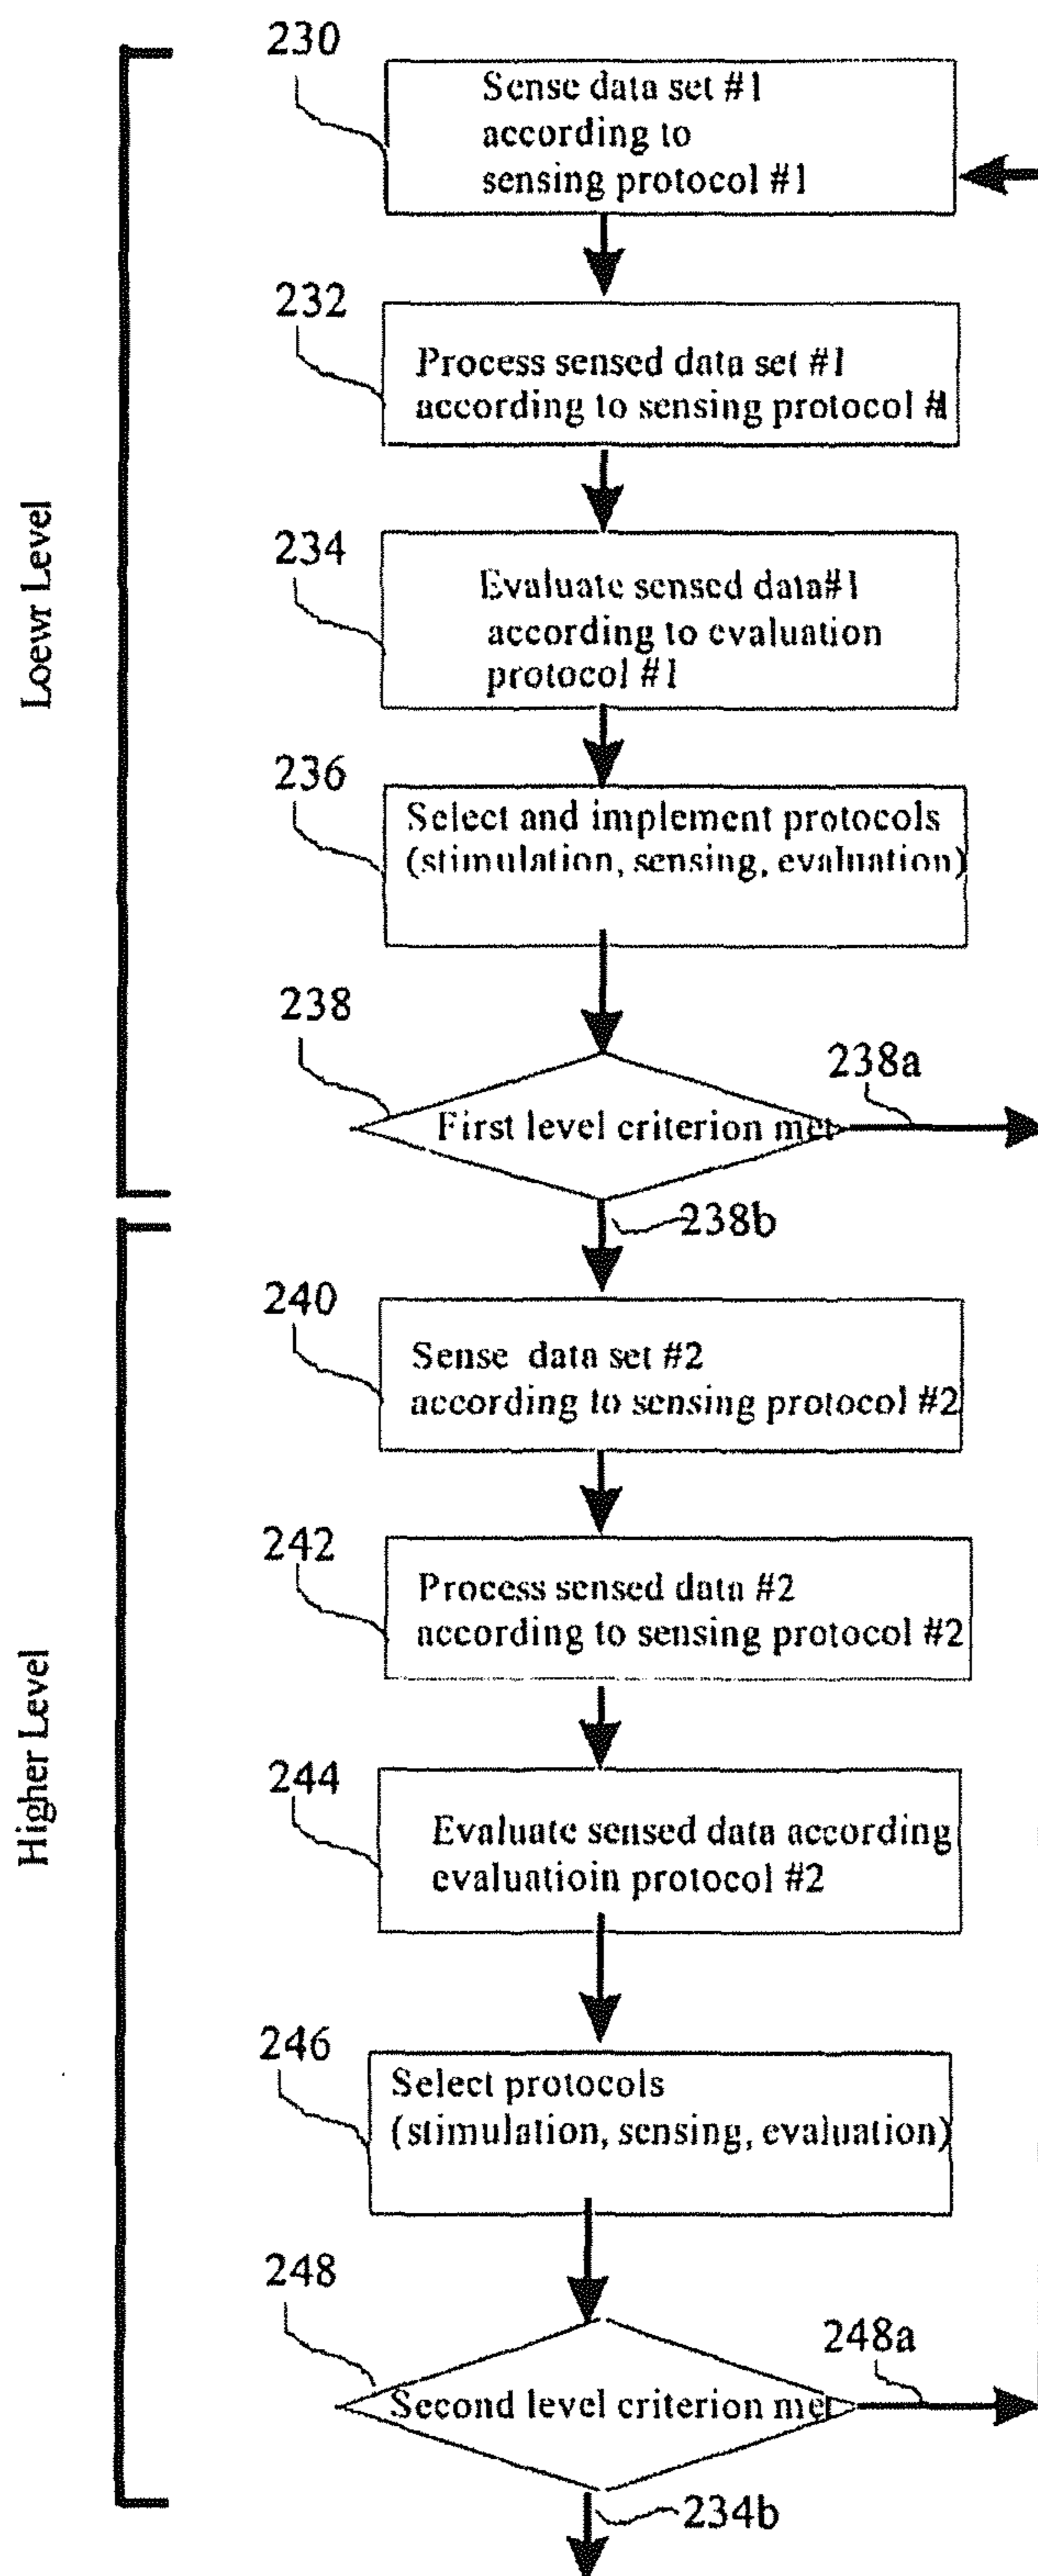 230
Sense data set #1
according to
sensing protocol #1
232
Process sensed data set #1
according to sensing protocol #1
234
Evaluate sensed data#1
according to evaluation
protocol #1
236
Select and implement protocols
(stimulation, sensing, evaluation)
238
First level criterion met
238a
238b
Loewr Level
240
Sense data set #2
according to sensing protocol #2
242
Process sensed data #2
according to sensing protocol #2
244
Evaluate sensed data according
evaluatioin protocol #2
246
Select protocols
(stimulation, sensing, evaluation)
248
Second level criterion met
248a
234b
Higher Level